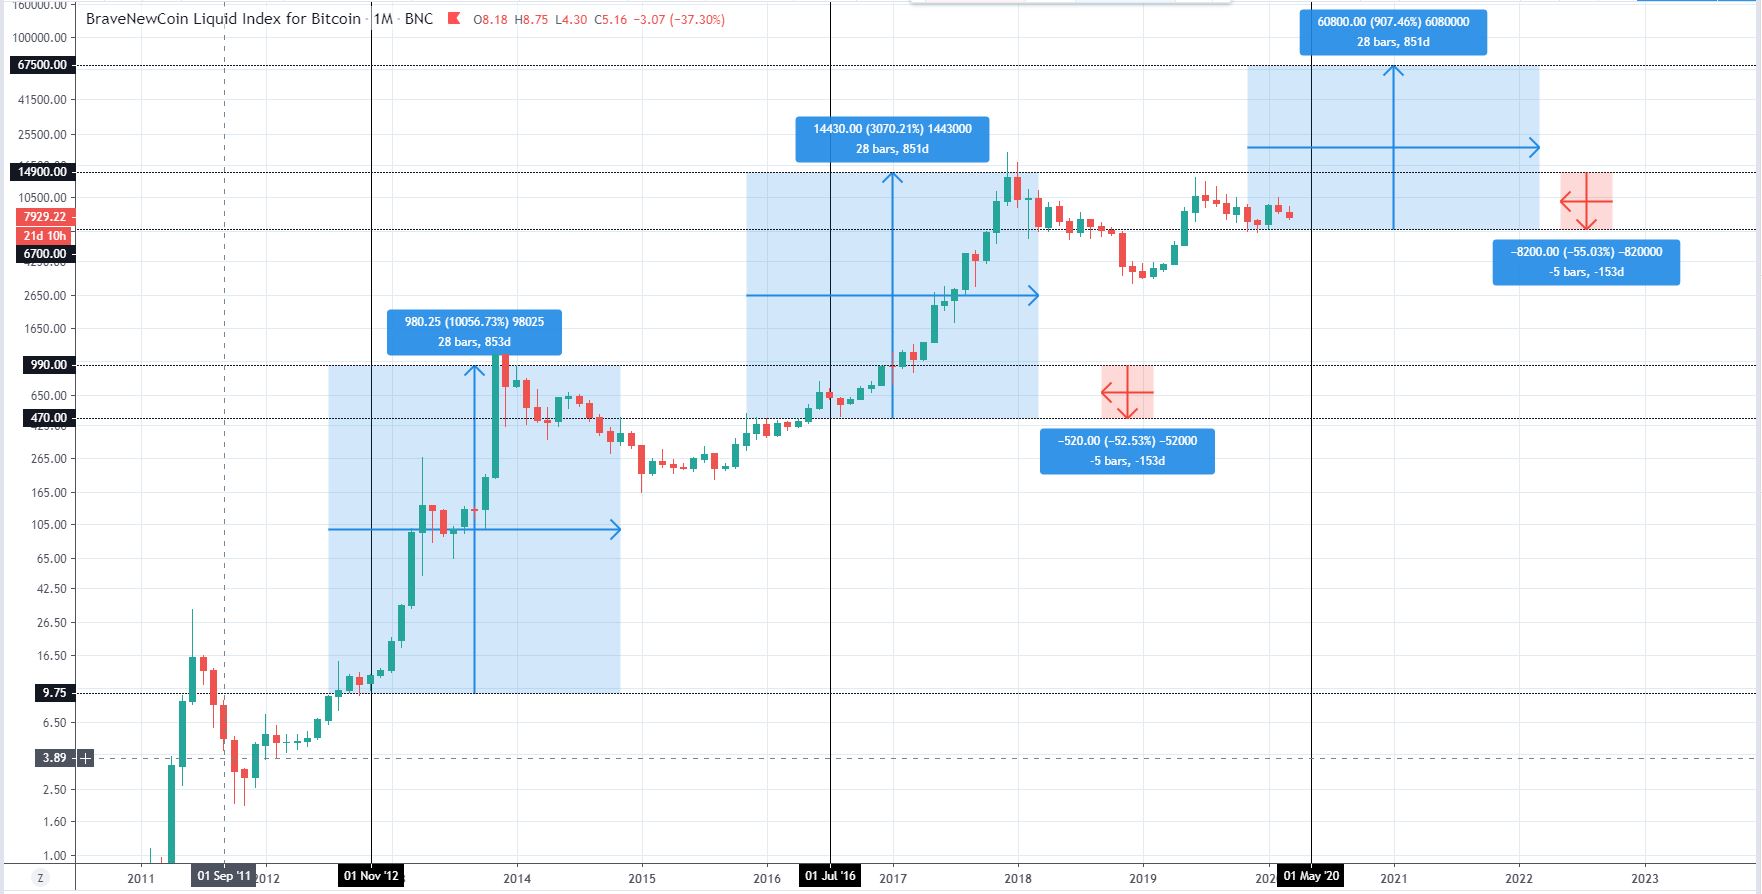 BraveNewCoin Liquid Index for Bitcoin · 1M · BNC O8.18 H8.75 L4.30 C5.16 −3.07 (−37.30%)
160000.00
100000.00
67500.00
41500.00
25500.00
14900.00
10500.00
7929.22
21d 10h
6700.00
2650.00
1650.00
990.00
650.00
470.00
265.00
165.00
105.00
65.00
42.50
26.50
16.50
9.75
6.50
3.89
2.50
1.60
1.00
60800.00 (907.46%) 6080000
28 bars, 851d
14430.00 (3070.21%) 1443000
28 bars, 851d
−8200.00 (−55.03%) −820000
-5 bars, -153d
980.25 (10056.73%) 98025
28 bars, 853d
−520.00 (−52.53%) −52000
-5 bars, -153d
Z 2011 01 Sep '11 2012 01 Nov '12 2014 2015 2016 01 Jul '16 2017 2018 2019 01 May '20 2021 2022 2023